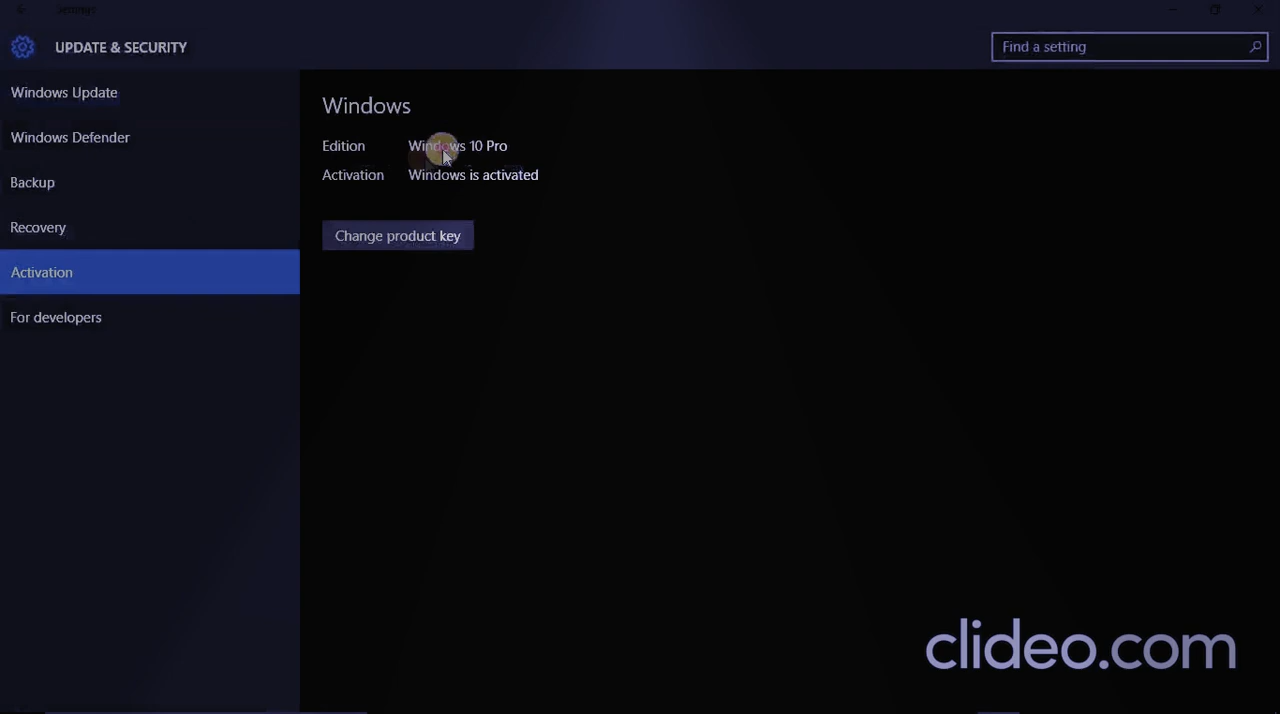 Settings
UPDATE & SECURITY
Find a setting
Windows Update
Windows Defender
Backup
Recovery
Activation
For developers
Windows
Edition Windows 10 Pro
Activation Windows is activated
Change product key
clideo.com